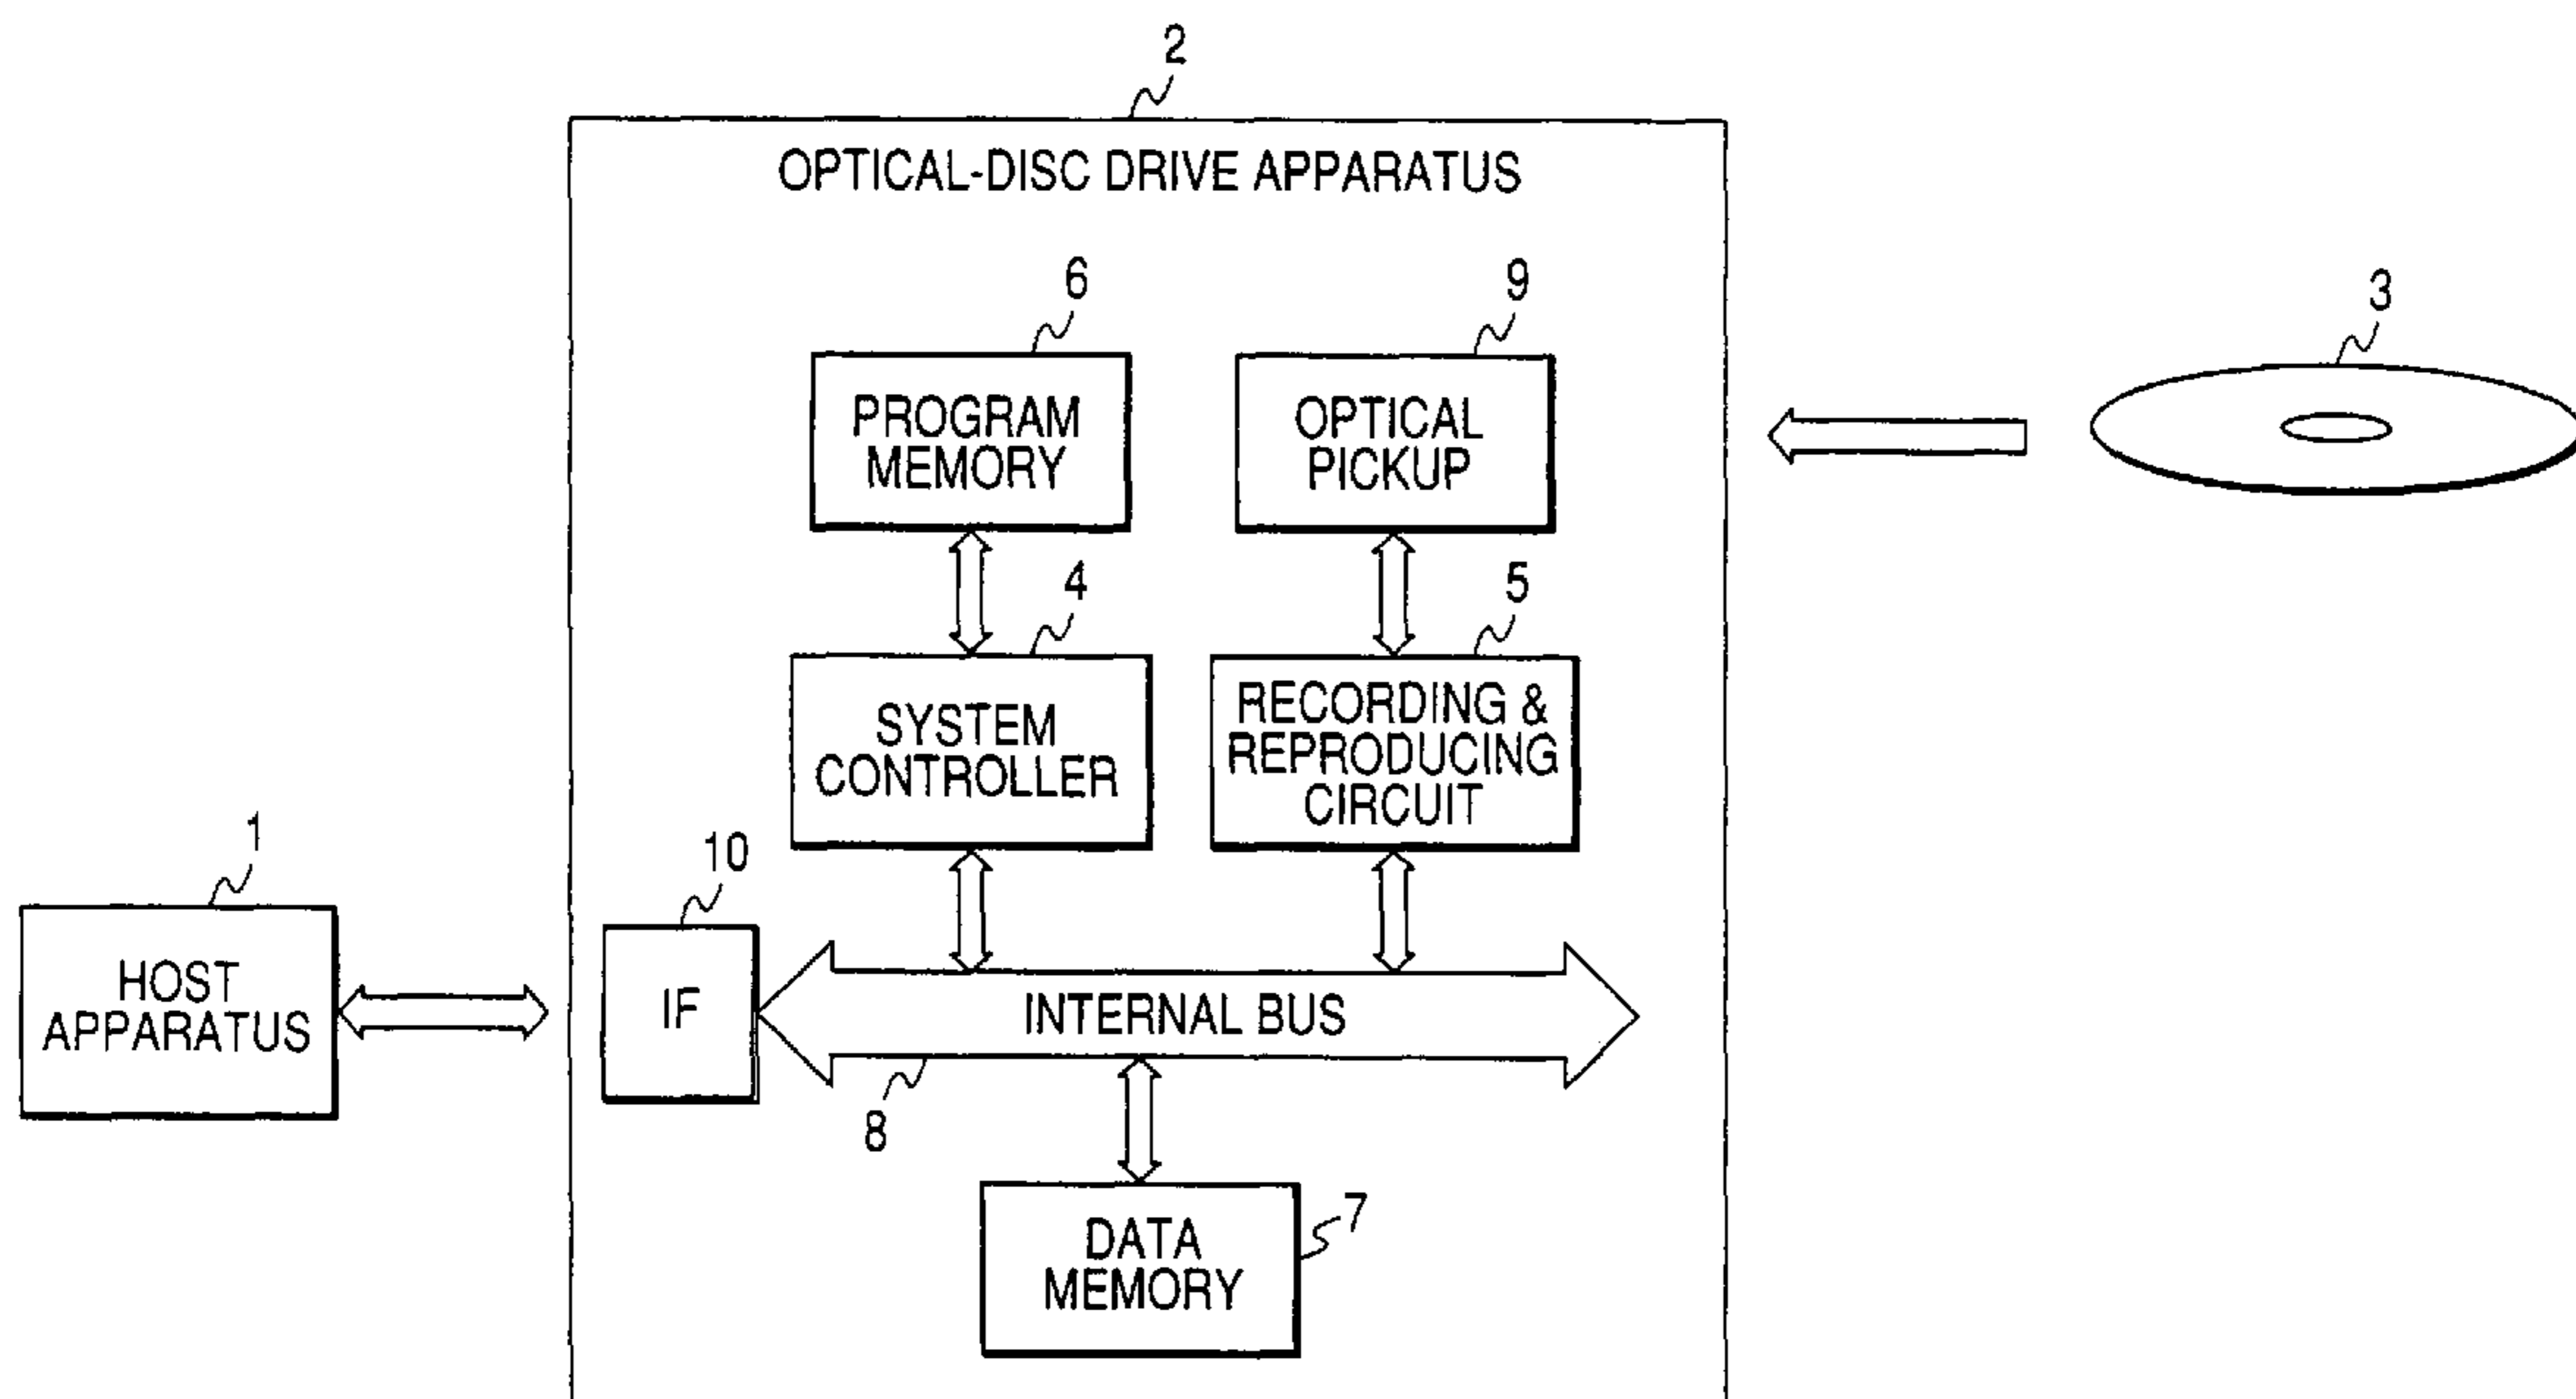 2
OPTICAL-DISC DRIVE APPARATUS
6
9
3
PROGRAM
MEMORY
OPTICAL
PICKUP
4
5
SYSTEM
CONTROLLER
RECORDING &
REPRODUCING
CIRCUIT
1
10
HOST
APPARATUS
IF
INTERNAL BUS
8
7
DATA
MEMORY